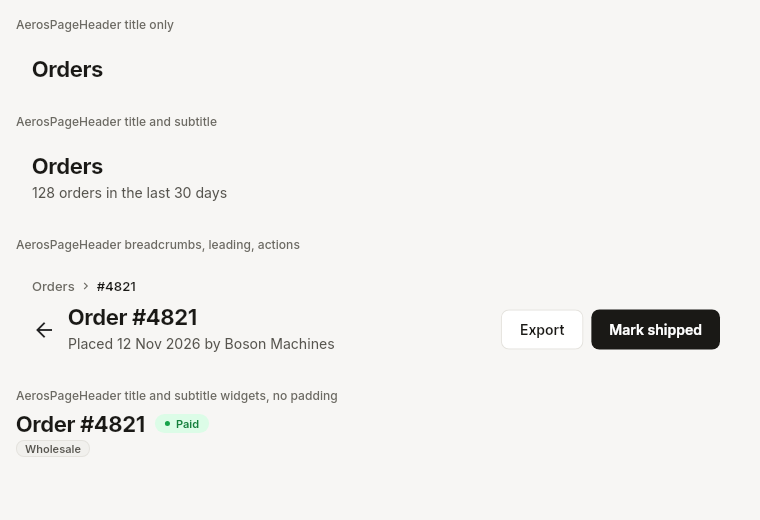 AerosPageHeader title only
Orders
AerosPageHeader title and subtitle
Orders
128 orders in the last 30 days
AerosPageHeader breadcrumbs, leading, actions
Orders > #4821
Order #4821
Placed 12 Nov 2026 by Boson Machines
Export
Mark shipped
AerosPageHeader title and subtitle widgets, no padding
Order #4821 Paid
Wholesale